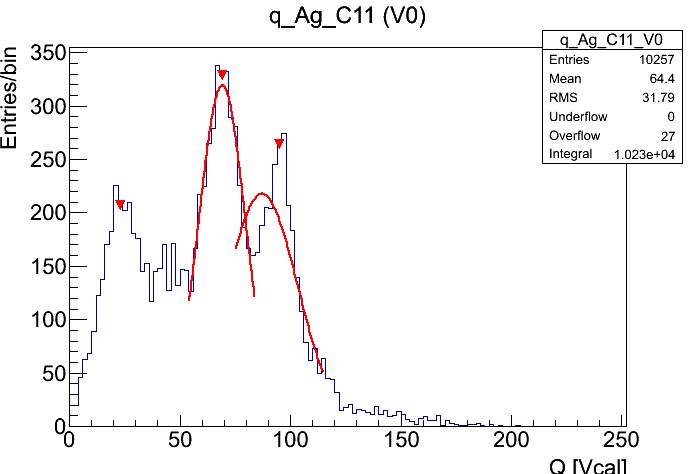 q_Ag_C11 (V0)
q_Ag_C11_V0
Entries 10257
Mean 64.4
RMS 31.79
Underflow 0
Overflow 27
Integral 1.023e+04
Entries/bin
350
300
250
200
150
100
50
0
0 50 100 150 200 250
Q [Vcal]